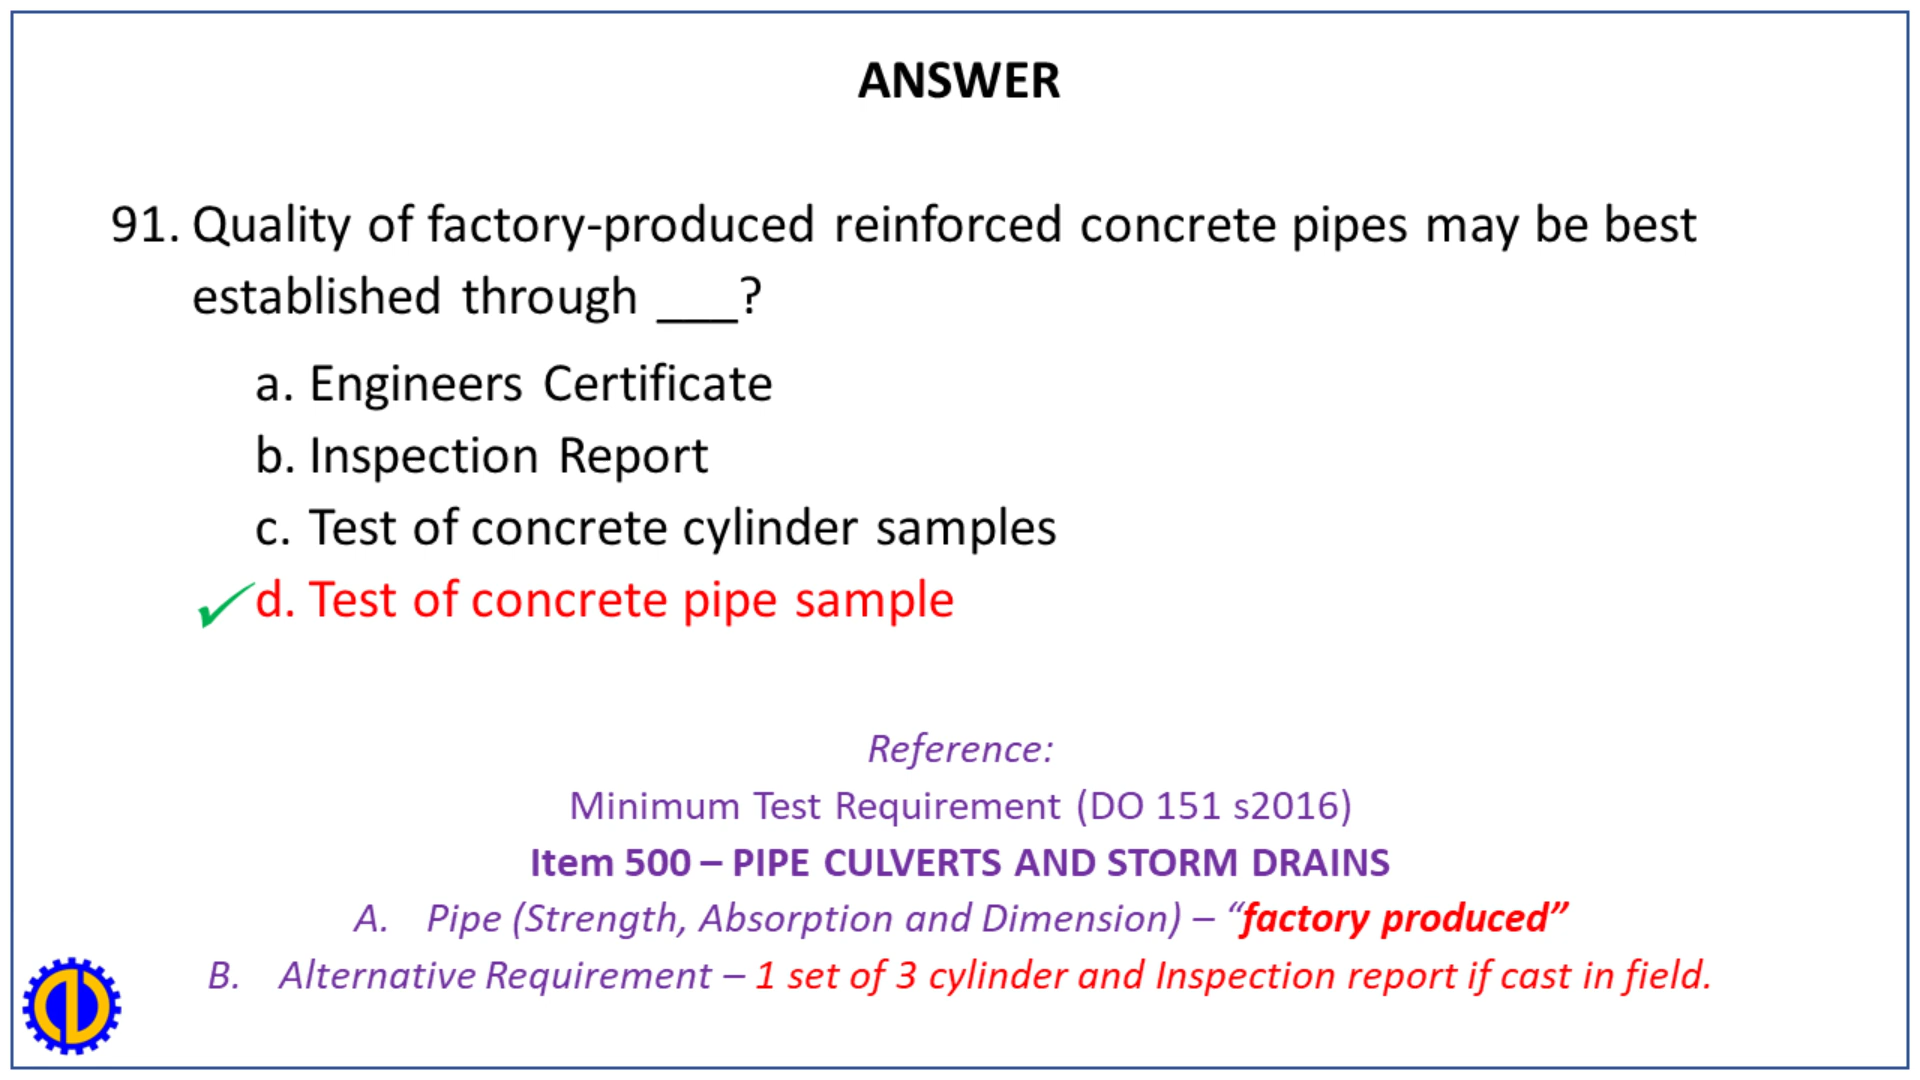 ANSWER
91. Quality of factory-produced reinforced concrete pipes may be best
established through ___?
a. Engineers Certificate
b. Inspection Report
c. Test of concrete cylinder samples
✓d. Test of concrete pipe sample
Reference:
Minimum Test Requirement (DO 151 s2016)
Item 500 – PIPE CULVERTS AND STORM DRAINS
A. Pipe (Strength, Absorption and Dimension) – “factory produced”
B. Alternative Requirement – 1 set of 3 cylinder and Inspection report if cast in field.